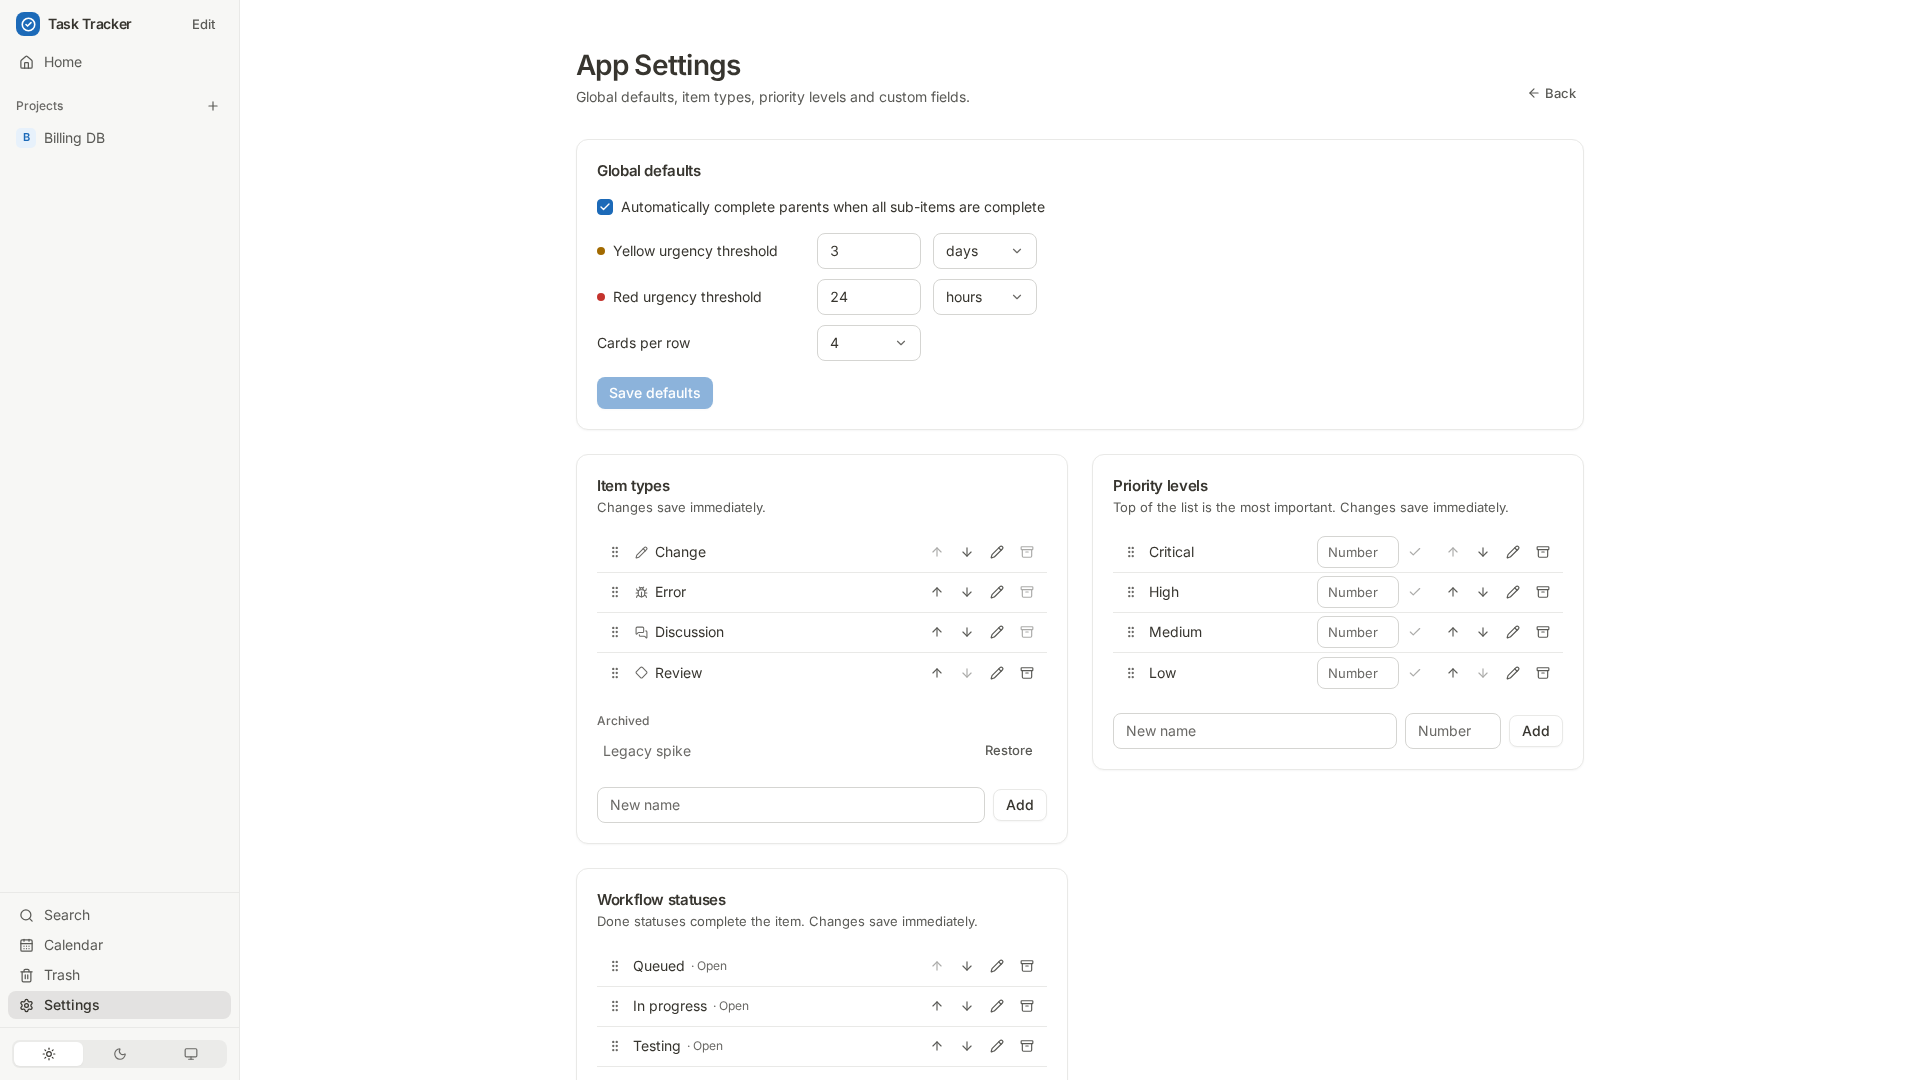 Task Tracker
Edit
Home
Projects
B Billing DB
Search
Calendar
Trash
Settings
App Settings
Global defaults, item types, priority levels and custom fields.
Back
Global defaults
Automatically complete parents when all sub-items are complete
Yellow urgency threshold 3 days
Red urgency threshold 24 hours
Cards per row 4
Save defaults
Item types
Changes save immediately.
Change
Error
Discussion
Review
Archived
Legacy spike Restore
New name Add
Priority levels
Top of the list is the most important. Changes save immediately.
Critical Number
High Number
Medium Number
Low Number
New name Number Add
Workflow statuses
Done statuses complete the item. Changes save immediately.
Queued · Open
In progress · Open
Testing · Open